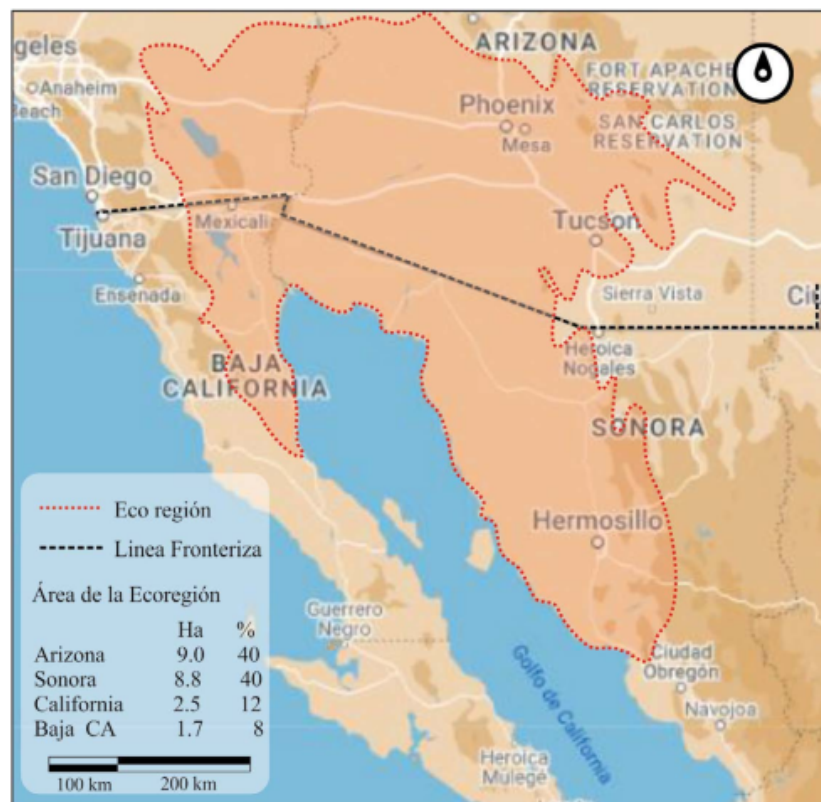 ngeles
Anaheim
Beach
ARIZONA
FORT APACHE
RESERVATION
Phoenix
Mesa
SAN CARLOS
RESERVATION
San Diego
Mexicali
Tijuana
Tucson
Ensenada
Sierra Vista
Ci
Heroica
Nogales
BAJA
CALIFORNIA
SONORA
Hermosillo
Eco región
Linea Fronteriza
Área de la Ecoregión
Ha %
Arizona 9.0 40
Sonora 8.8 40
California 2.5 12
Baja CA 1.7 8
100 km 200 km
Guerrero
Negro
Golfo de California
Ciudad
Obregón
Navojoa
Heroica
Mulegé